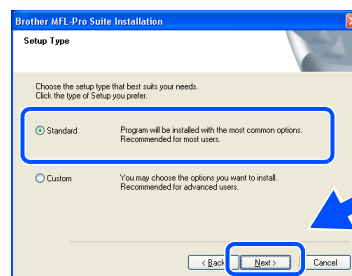 Brother MFL-Pro Suite Installation
Setup Type
Choose the setup type that best suits your needs.
Click the type of Setup you prefer.
Standard
Program will be installed with the most common options.
Recommended for most users.
Custom
You may choose the options you want to install.
Recommended for advanced users.
< Back
Next >
Cancel